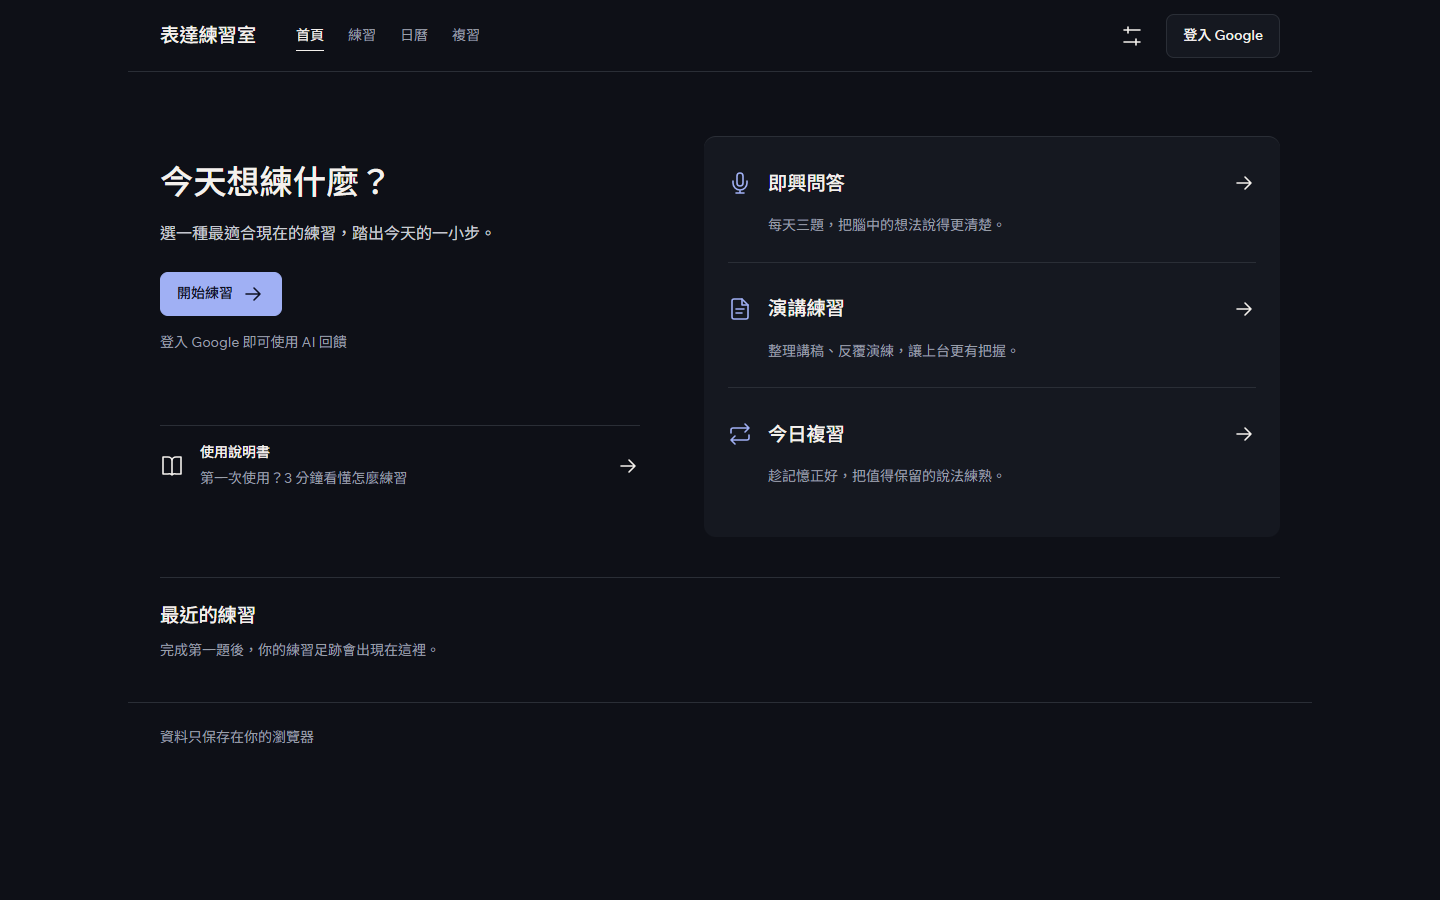 表達練習室
首頁
練習
日曆
複習
登入 Google
今天想練什麼？
選一種最適合現在的練習，踏出今天的一小步。
開始練習
登入 Google 即可使用 AI 回饋
使用說明書
第一次使用？3 分鐘看懂怎麼練習
即興問答
每天三題，把腦中的想法說得更清楚。
演講練習
整理講稿、反覆演練，讓上台更有把握。
今日複習
趁記憶正好，把值得保留的說法練熟。
最近的練習
完成第一題後，你的練習足跡會出現在這裡。
資料只保存在你的瀏覽器